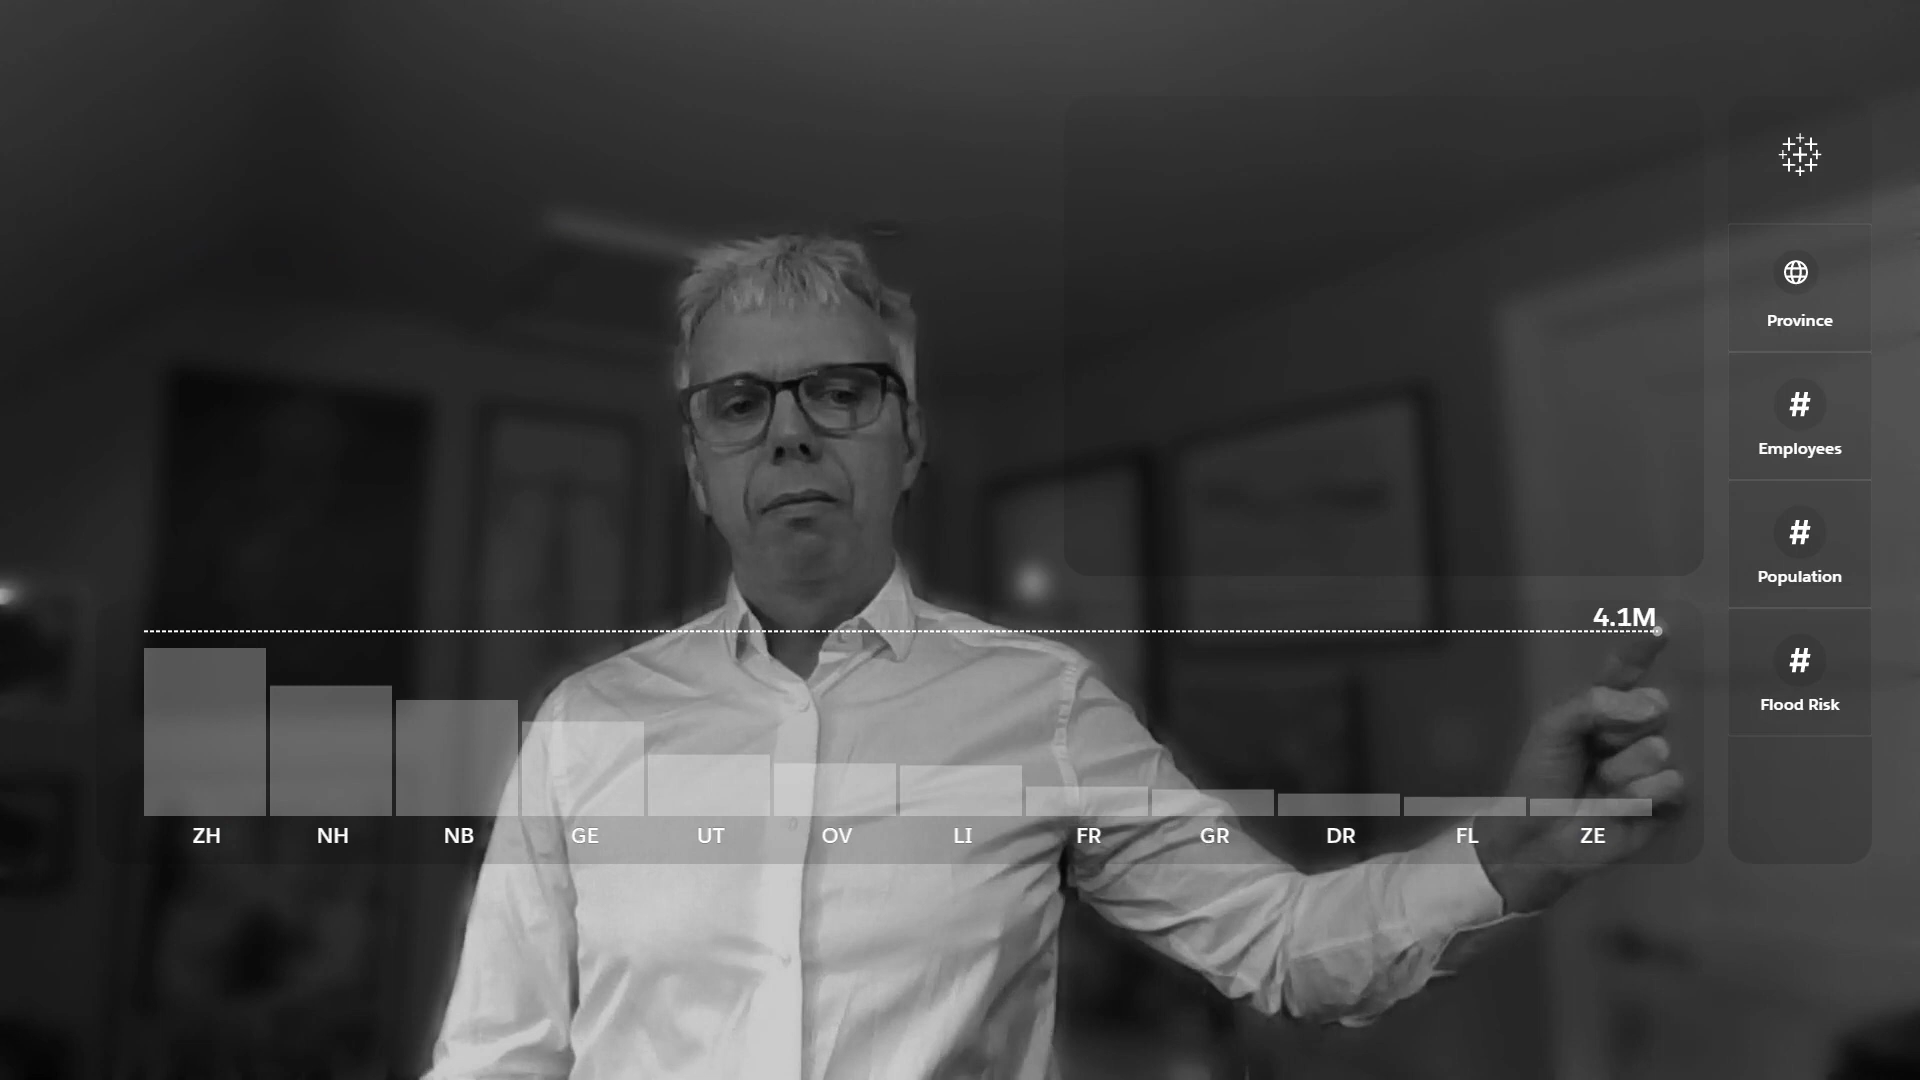 Province
#
Employees
#
Population
4.1M
#
Flood Risk
ZH NH NB GE UT OV LI FR GR DR FL ZE